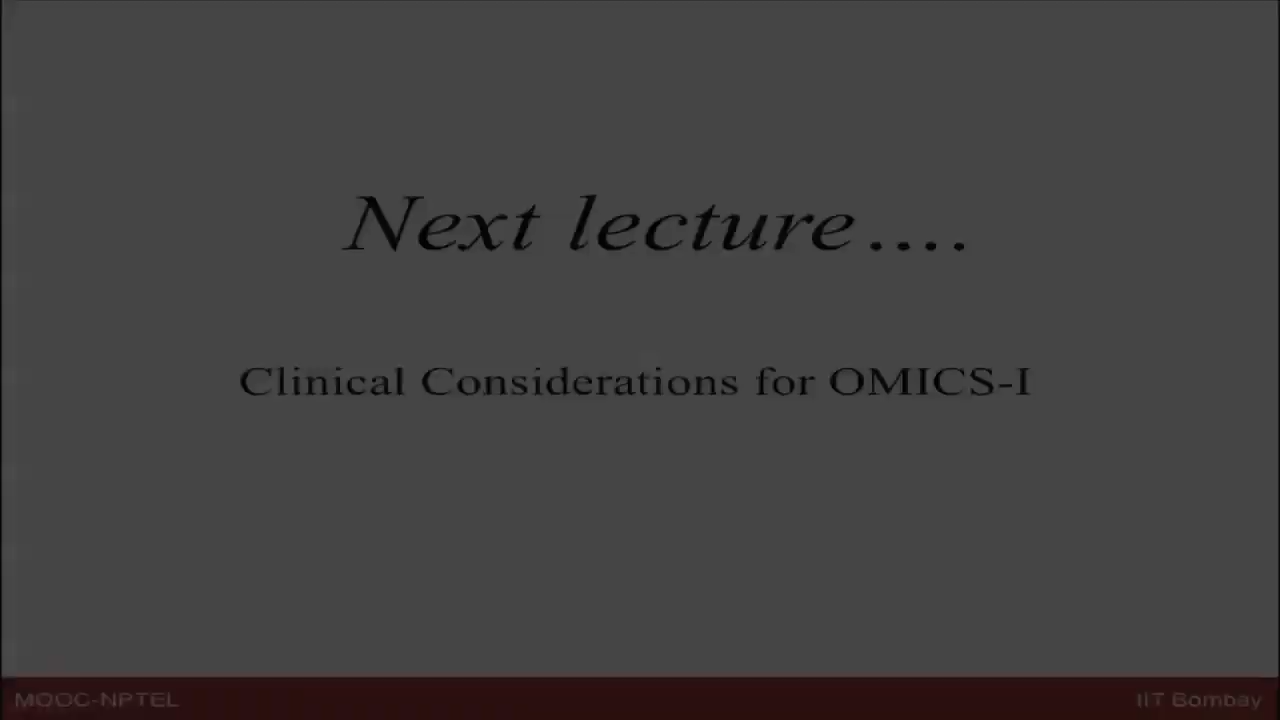 Next lecture....
Clinical Considerations for OMICS-I
MOOC-NPTEL
IIT Bombay